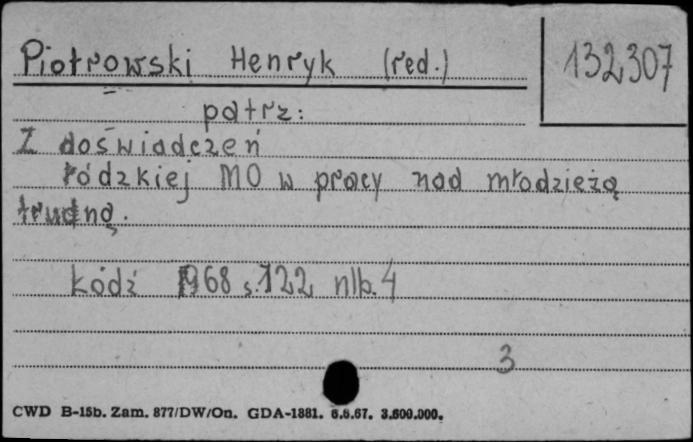 Piotrowski Henryk (red.)
132307
patrz:
Z doświadczeń
łódzkiej MO w pracy nad młodzieżą
trudną.
Łódź 1968 s.122 nlb.4
3
CWD B-15b. Zam. 877/DW/On. GDA-1881. 6.6.67. 3.600.000.